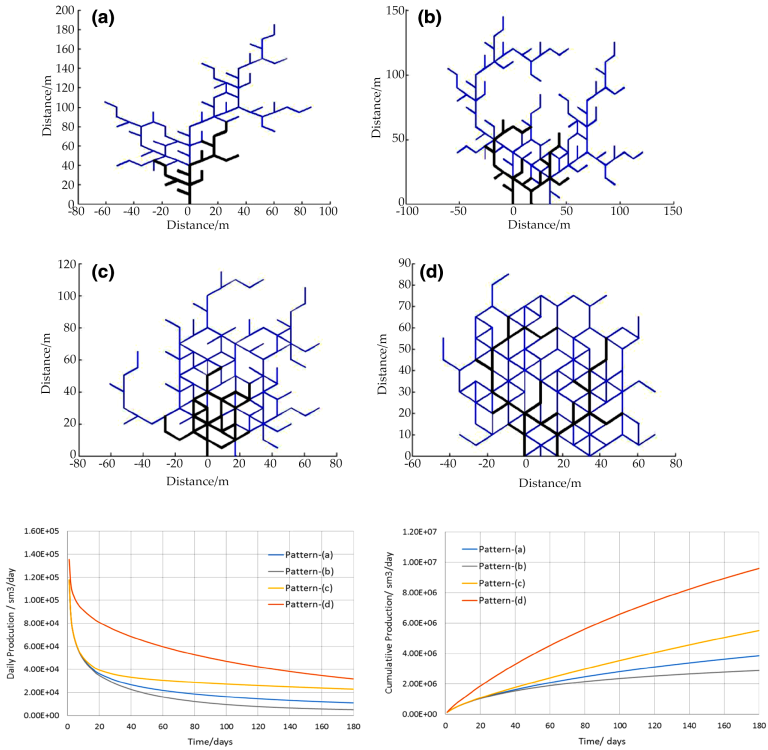 (a)
200
180
160
140
120
100
80
60
40
20
0
Distance/m
-80 -60 -40 -20 0 20 40 60 80 100
Distance/m
(b)
150
100
50
0
Distance/m
-100 -50 0 50 100 150
Distance/m
(c)
120
100
80
60
40
20
0
Distance/m
-80 -60 -40 -20 0 20 40 60 80
Distance/m
(d)
90
80
70
60
50
40
30
20
10
0
Distance/m
-60 -40 -20 0 20 40 60 80
Distance/m
1.60E+05
1.40E+05
1.20E+05
1.00E+05
8.00E+04
6.00E+04
4.00E+04
2.00E+04
0.00E+00
Daily Prodcution / sm3/day
Pattern-(a)
Pattern-(b)
Pattern-(c)
Pattern-(d)
0 20 40 60 80 100 120 140 160 180
Time/days
1.20E+07
1.00E+07
8.00E+06
6.00E+06
4.00E+06
2.00E+06
0.00E+00
Cumulatiive Production/ sm3/day
Pattern-(a)
Pattern-(b)
Pattern-(c)
Pattern-(d)
0 20 40 60 80 100 120 140 160 180
Time/ days